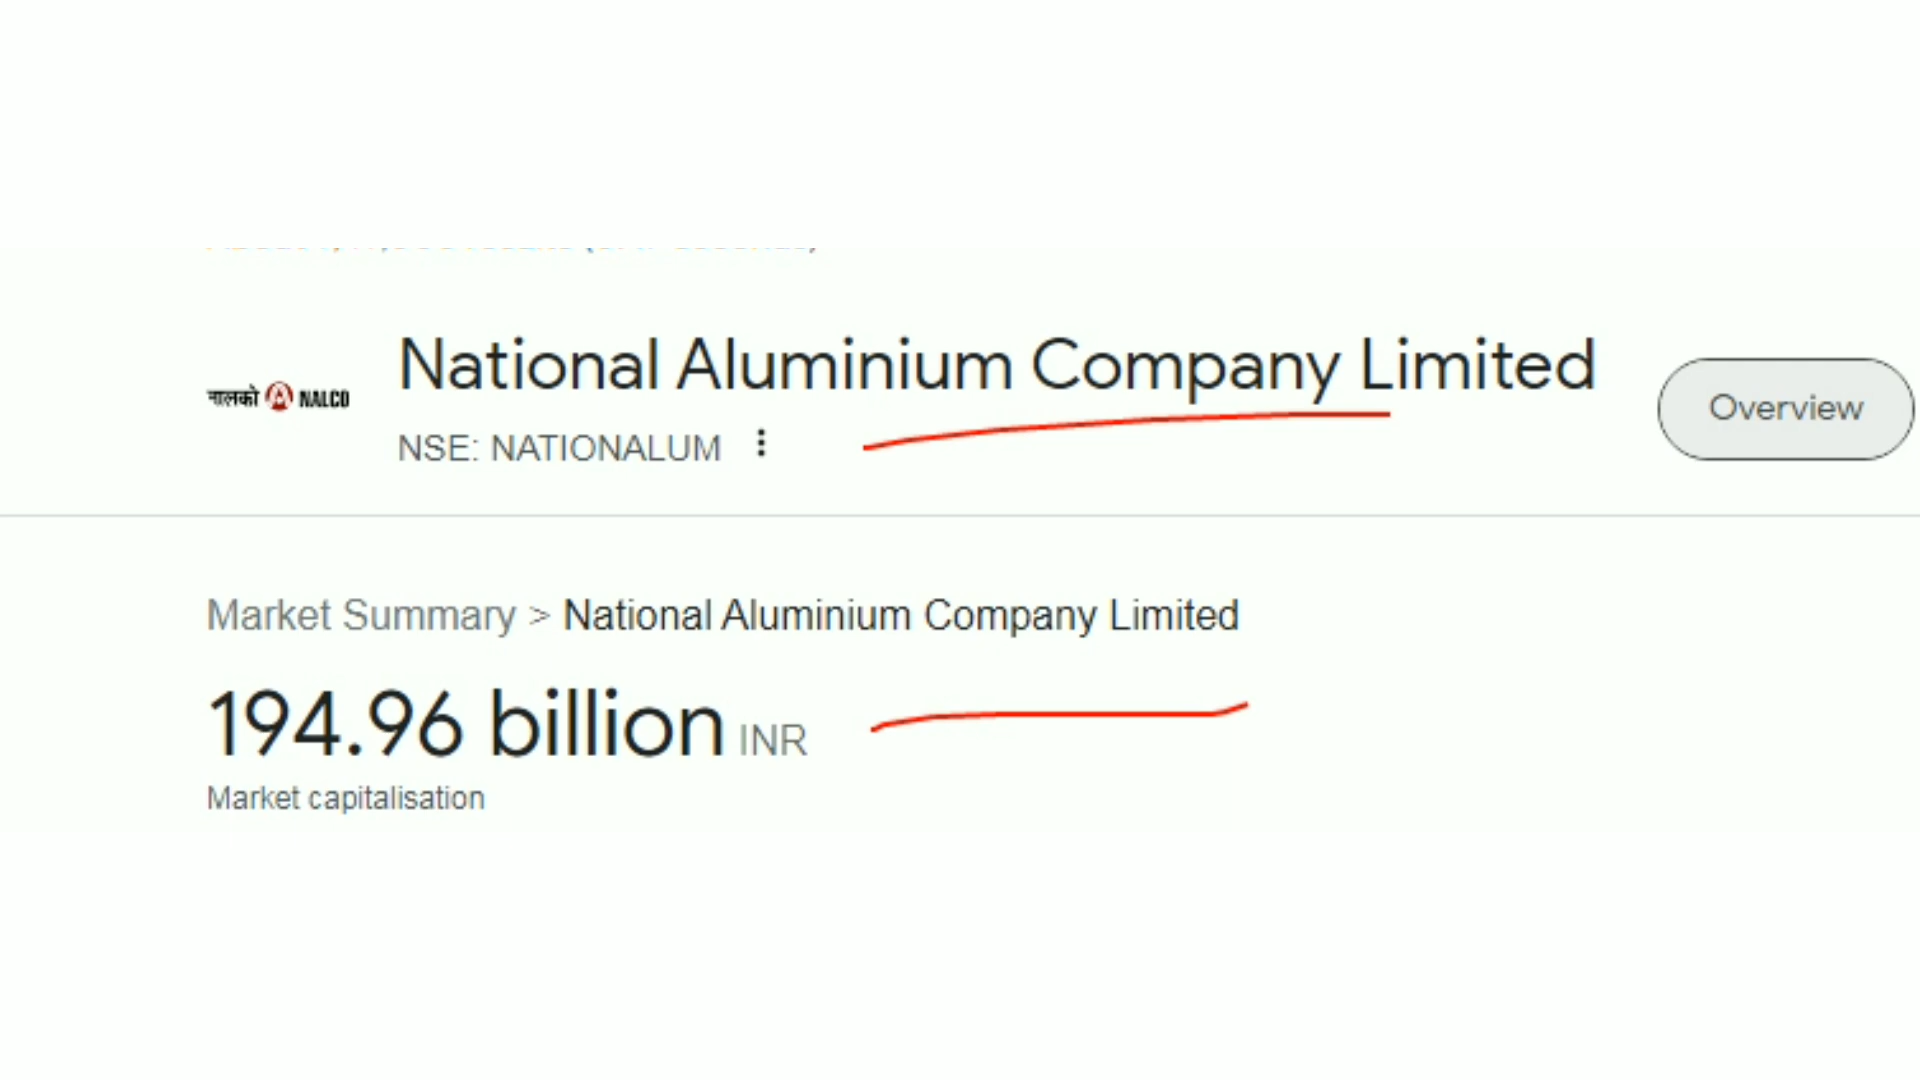 National Aluminium Company Limited
नालको NALCO
Overview
NSE: NATIONALUM
Market Summary > National Aluminium Company Limited
194.96 billion INR
Market capitalisation